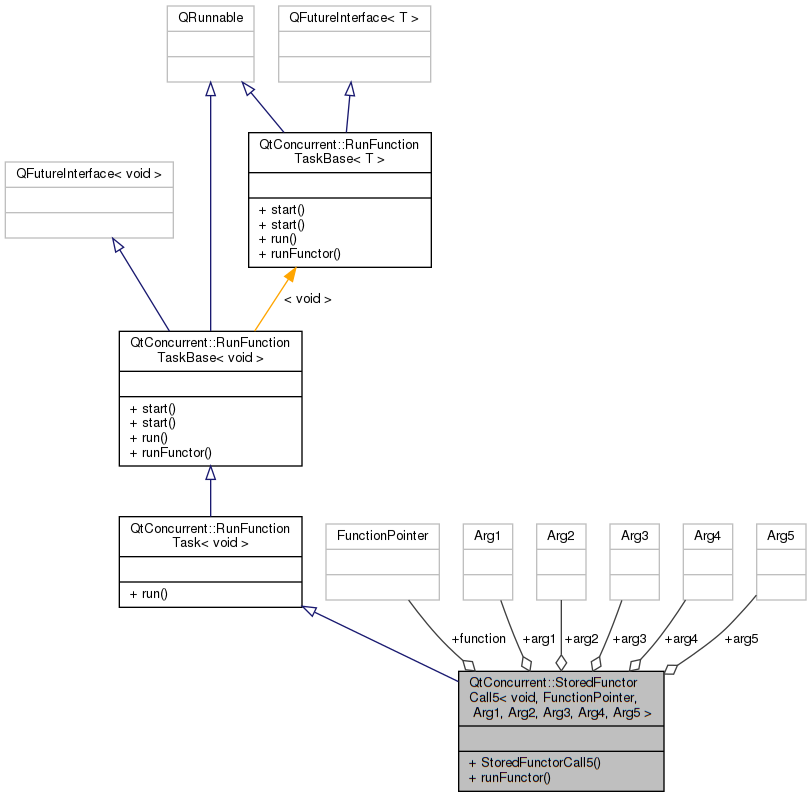 QRunnable
QFutureInterface< T >
QtConcurrent::RunFunction
TaskBase< T >
+ start()
+ start()
+ run()
+ runFunctor()
QFutureInterface< void >
< void >
QtConcurrent::RunFunction
TaskBase< void >
+ start()
+ start()
+ run()
+ runFunctor()
QtConcurrent::RunFunction
Task< void >
+ run()
FunctionPointer
Arg1
Arg2
Arg3
Arg4
Arg5
+function
+arg1
+arg2
+arg3
+arg4
+arg5
QtConcurrent::StoredFunctor
Call5< void, FunctionPointer,
Arg1, Arg2, Arg3, Arg4, Arg5 >
+ StoredFunctorCall5()
+ runFunctor()